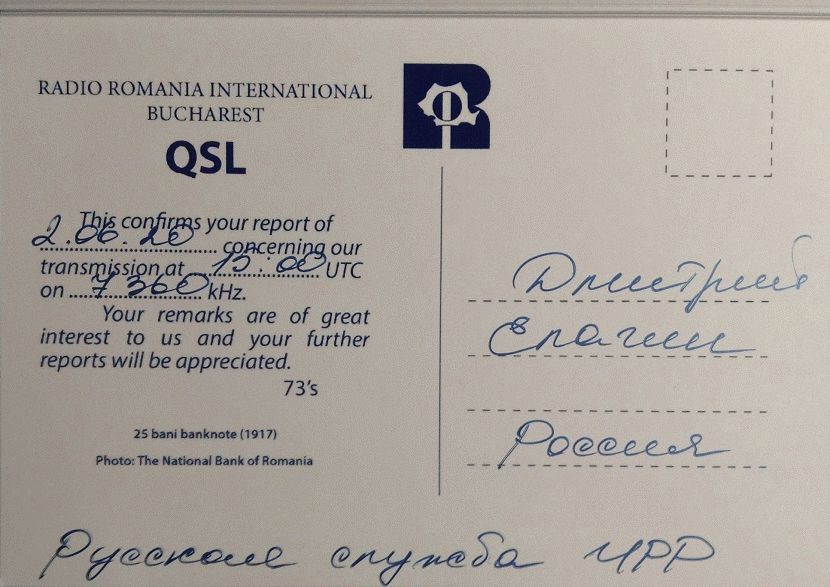 RADIO ROMANIA INTERNATIONAL
BUCHAREST
QSL
This confirms your report of
2.06.20 concerning our
transmission at 15:00 UTC
on 7360 kHz.
Your remarks are of great
interest to us and your further
reports will be appreciated.
73's
25 bani banknote (1917)
Photo: The National Bank of Romania
Дмитрий
Елагин
Россия
Русская служба ИРР